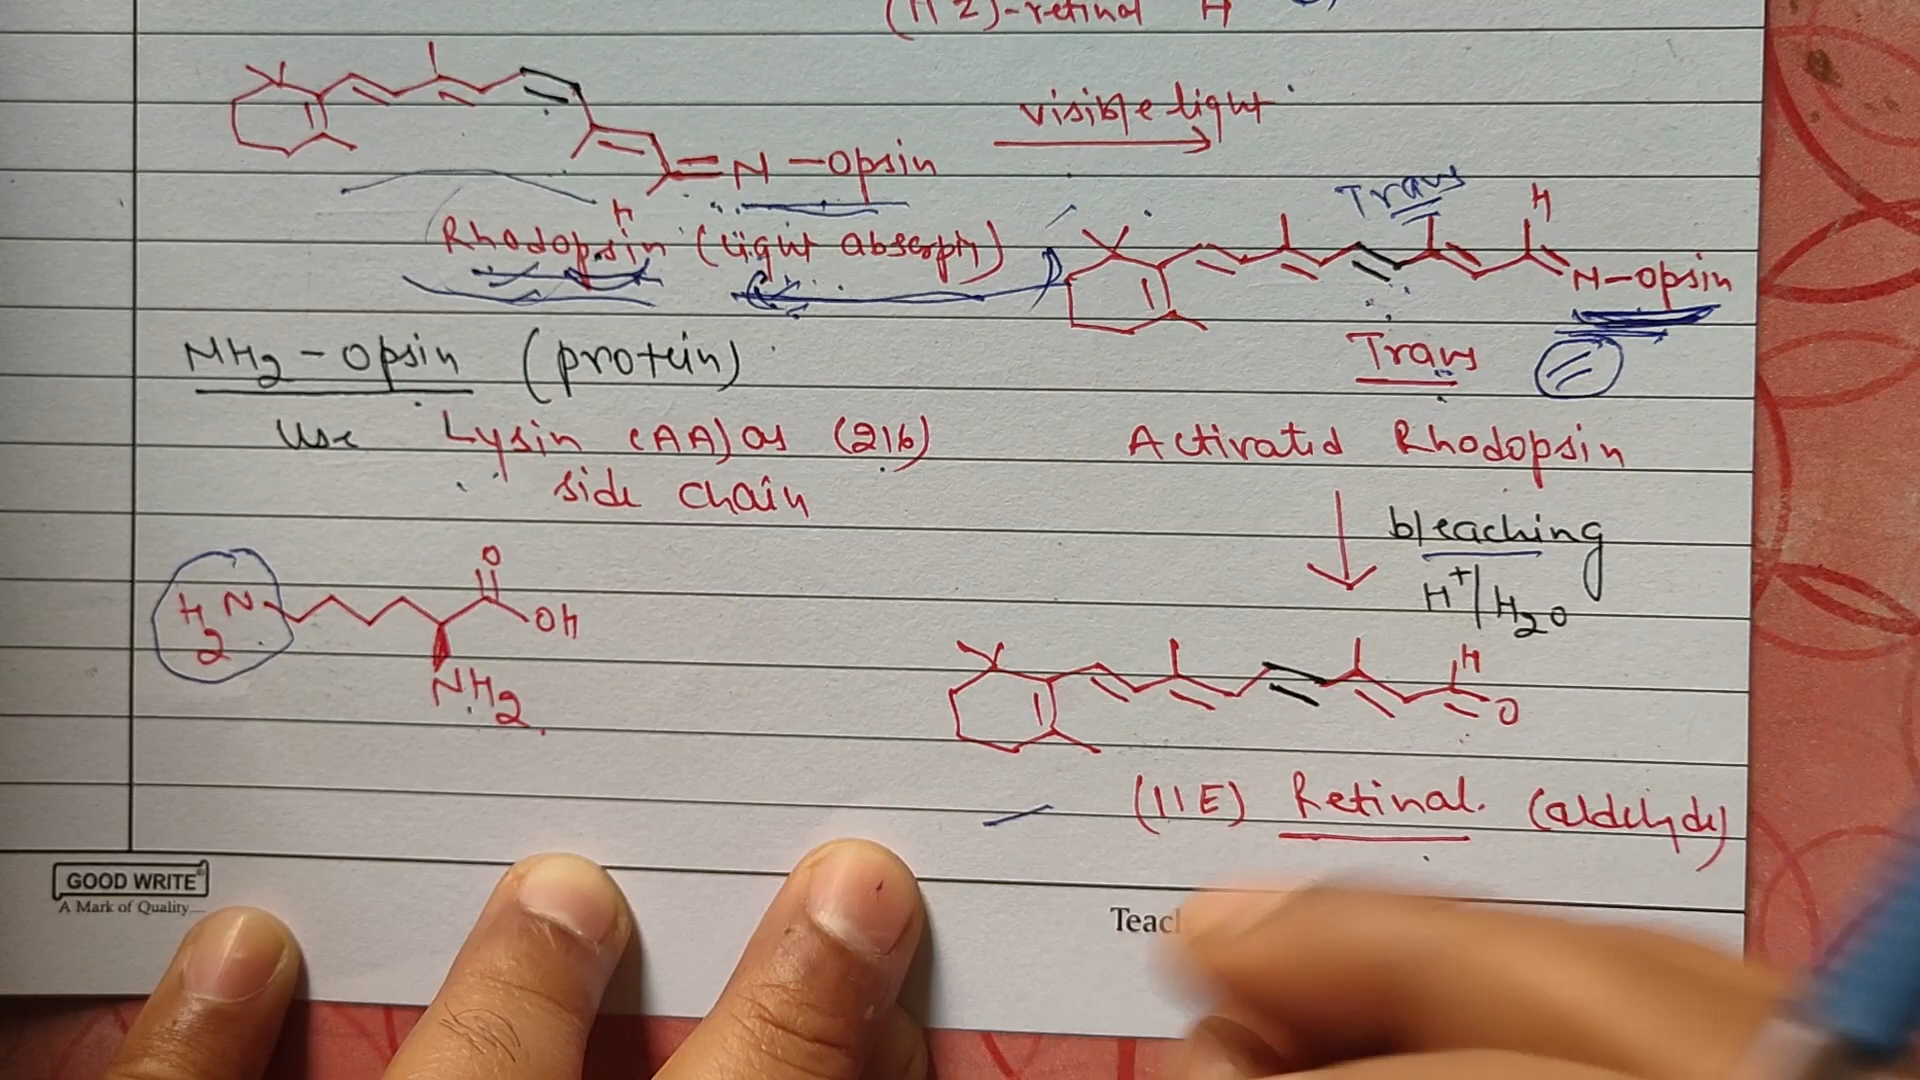 (11Z)-retinal H
visible light
=N-Opsin
H
Trans
H
Rhodopsin (light absorptn)
N-Opsin
NH2-Opsin (protein)
Trans
Use Lysin (AA) as (216)
side chain
Activated Rhodopsin
bleaching
H+/H2O
O
H2N
OH
NH2
H
O
(11E) Retinal. (aldehyde)
GOOD WRITE
A Mark of Quality
Teac